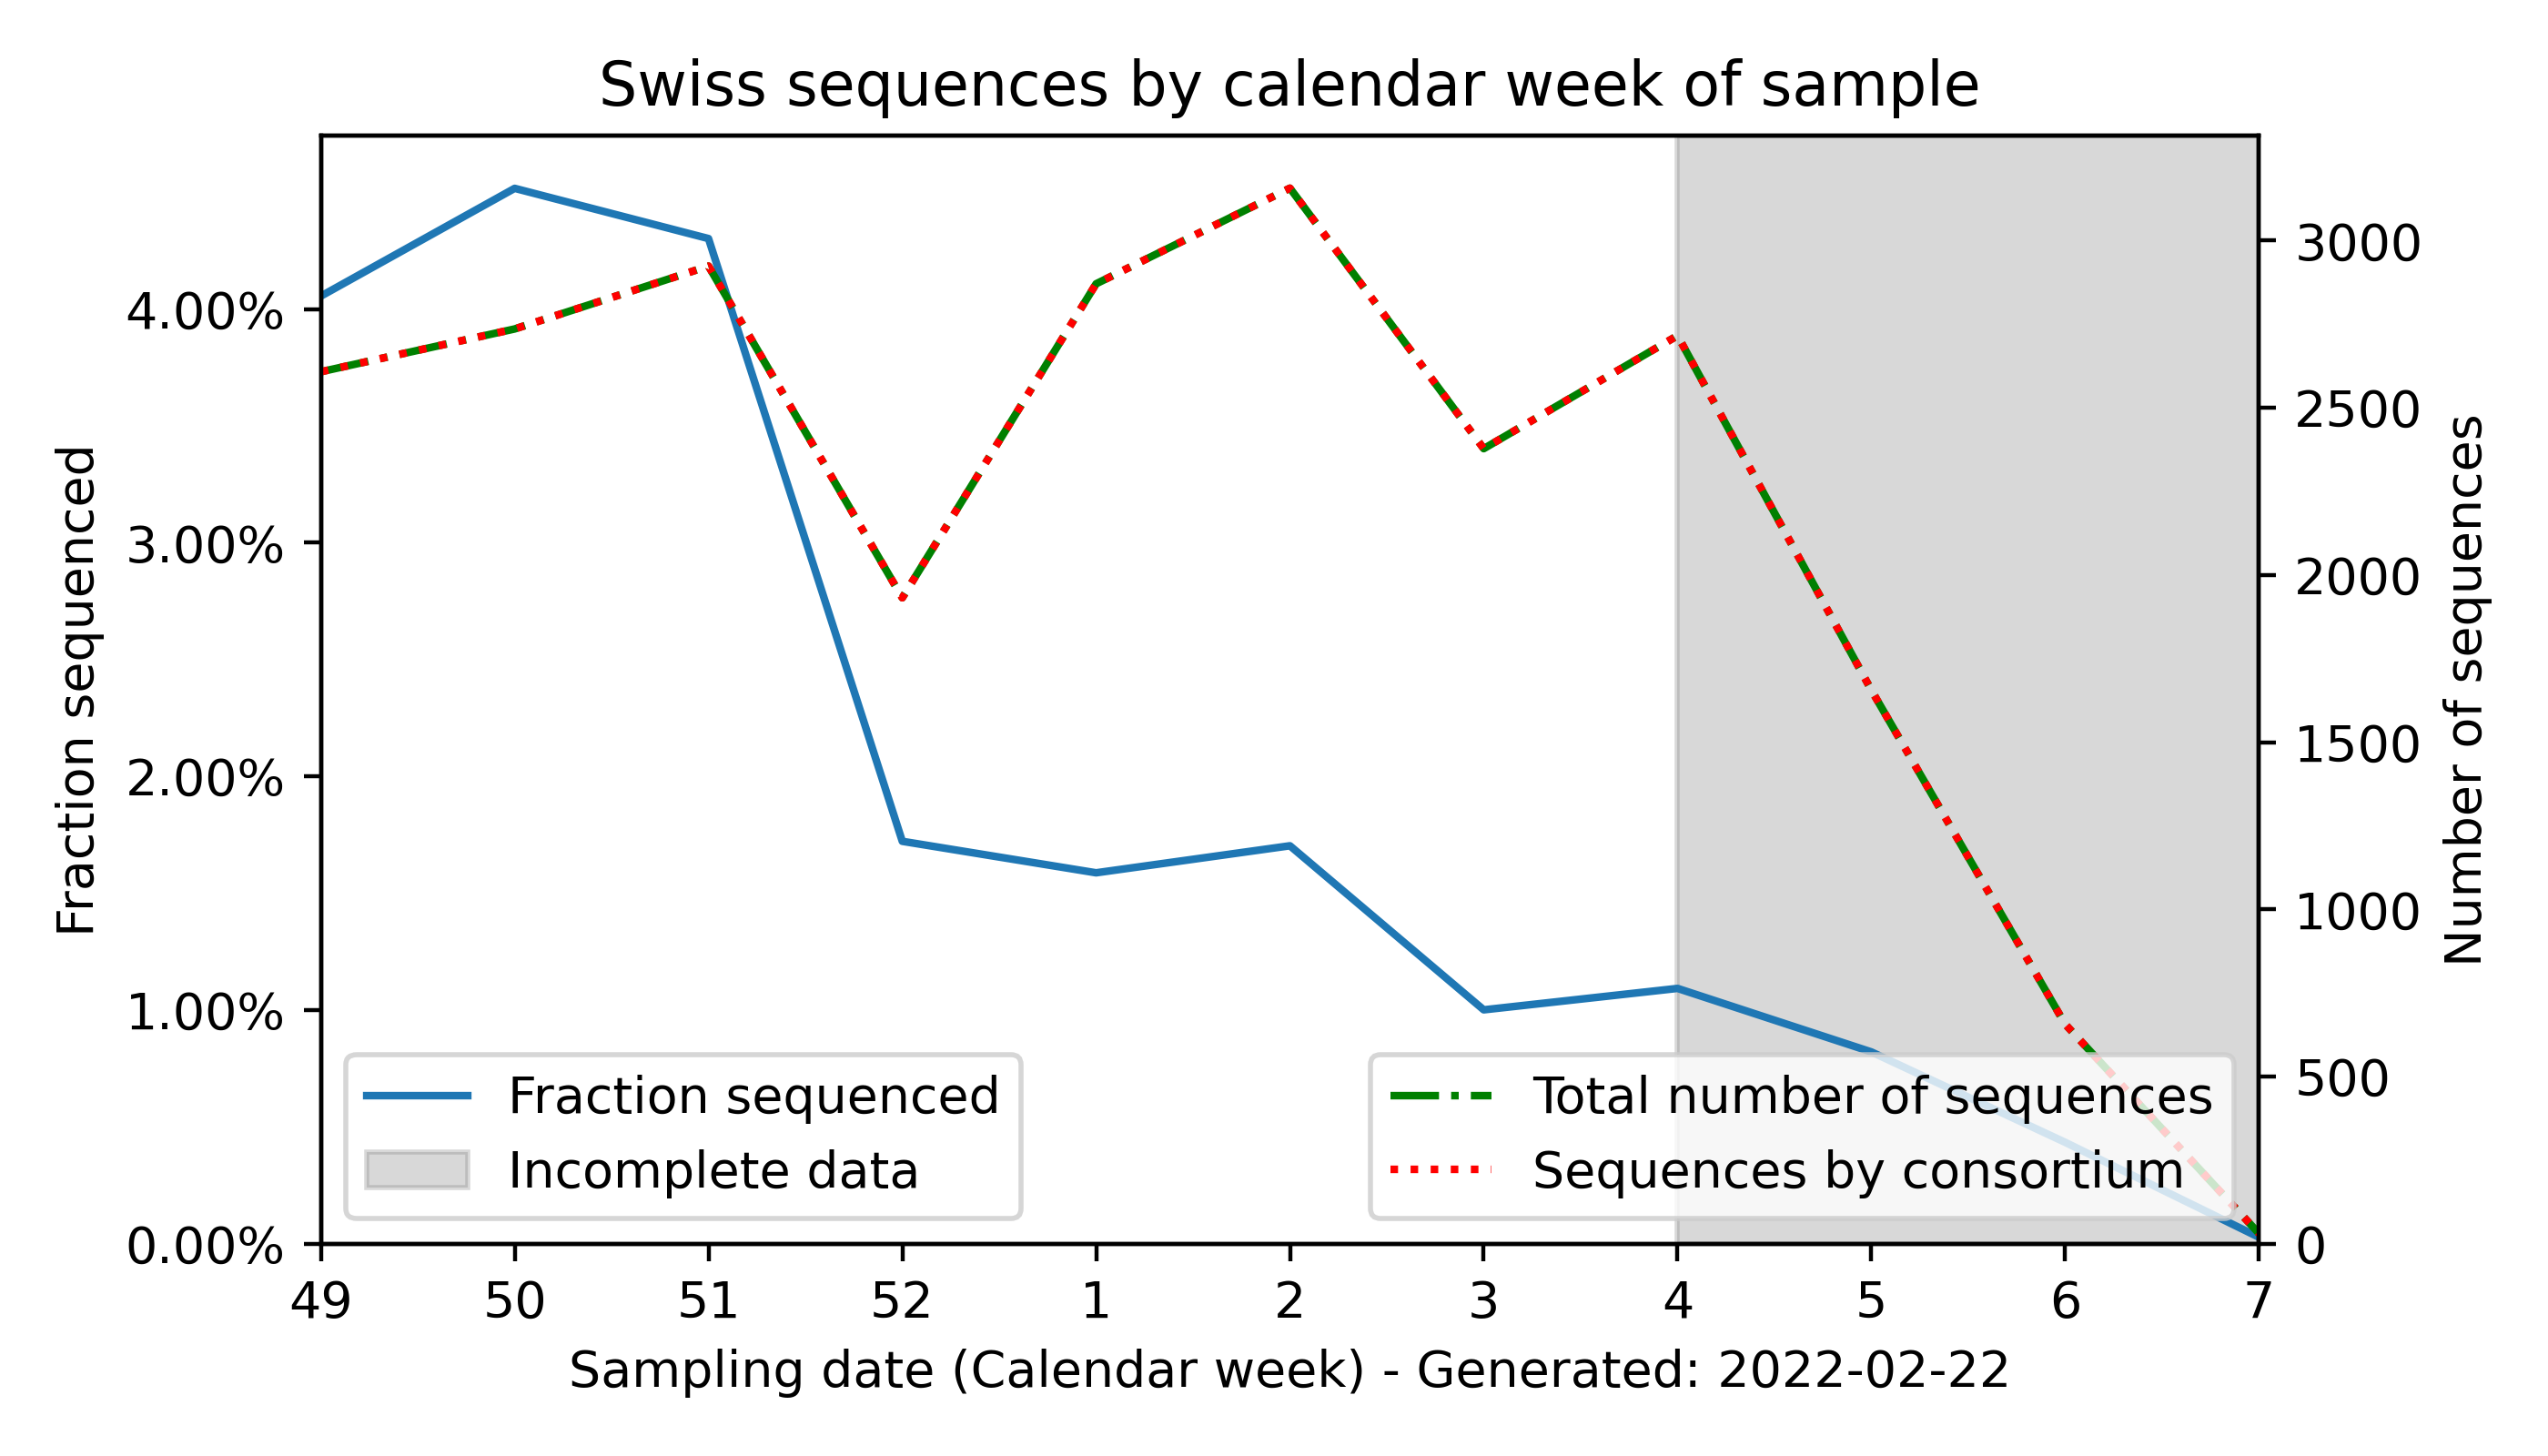 Swiss sequences by calendar week of sample
Fraction sequenced
4.00%
3.00%
2.00%
1.00%
0.00%
3000
2500
2000
1500
1000
500
0
Number of sequences
Fraction sequenced
Incomplete data
Total number of sequences
Sequences by consortium
49 50 51 52 1 2 3 4 5 6 7
Sampling date (Calendar week) - Generated: 2022-02-22